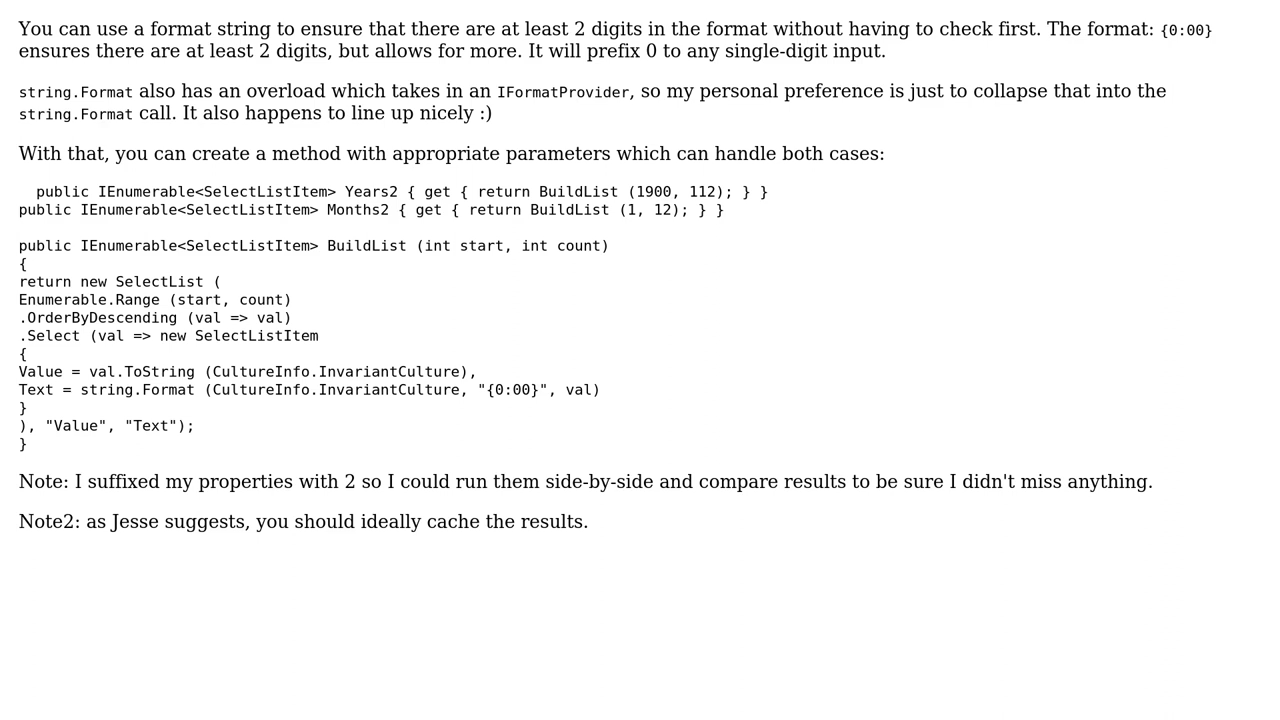 You can use a format string to ensure that there are at least 2 digits in the format without having to check first. The format: {0:00}
ensures there are at least 2 digits, but allows for more. It will prefix 0 to any single-digit input.
string.Format also has an overload which takes in an IFormatProvider, so my personal preference is just to collapse that into the
string.Format call. It also happens to line up nicely :)
With that, you can create a method with appropriate parameters which can handle both cases:
  public IEnumerable<SelectListItem> Years2 { get { return BuildList (1900, 112); } }
public IEnumerable<SelectListItem> Months2 { get { return BuildList (1, 12); } }

public IEnumerable<SelectListItem> BuildList (int start, int count)
{
return new SelectList (
Enumerable.Range (start, count)
.OrderByDescending (val => val)
.Select (val => new SelectListItem
{
Value = val.ToString (CultureInfo.InvariantCulture),
Text = string.Format (CultureInfo.InvariantCulture, "{0:00}", val)
}
), "Value", "Text");
}
Note: I suffixed my properties with 2 so I could run them side-by-side and compare results to be sure I didn't miss anything.
Note2: as Jesse suggests, you should ideally cache the results.